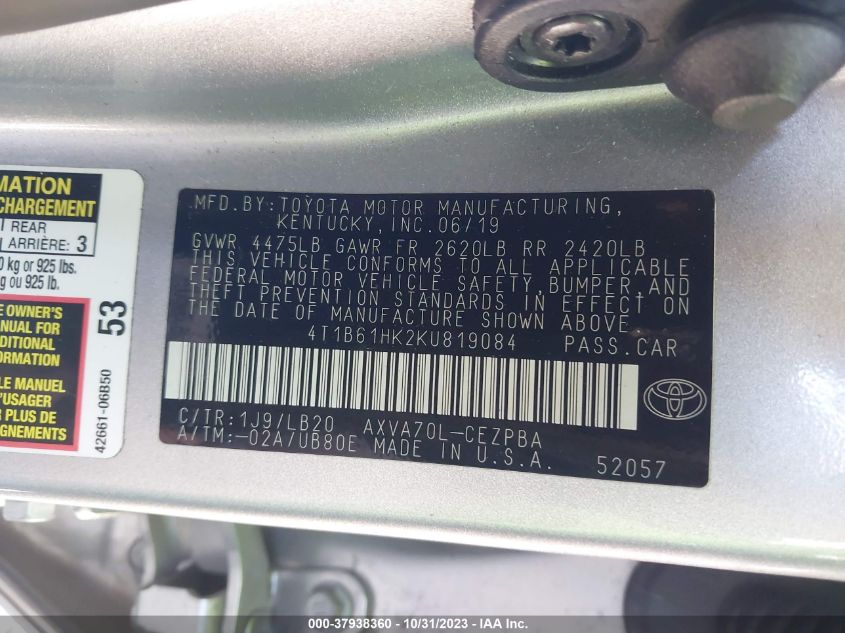 MATION
CHARGEMENT
REAR
ARRIÈRE: 3
0 kg or 925 lbs.
g ou 925 lb.
E OWNER'S
ANUAL FOR
DDITIONAL
FORMATION
LE MANUEL
'USAGER
R PLUS DE
IGNEMENTS
53
42661-06B50
MFD.BY:TOYOTA MOTOR MANUFACTURING,
KENTUCKY, INC.06/19
GVWR 4475LB GAWR FR 2620LB RR 2420LB
THIS VEHICLE CONFORMS TO ALL APPLICABLE
FEDERAL MOTOR VEHICLE SAFETY,BUMPER,AND
THEFT PREVENTION STANDARDS IN EFFECT ON
THE DATE OF MANUFACTURE SHOWN ABOVE.
4T1B61HK2KU819084 PASS.CAR
C/TR:1J9/LB20 AXVA70L-CEZPBA
A/TM:-02A/UB80E MADE IN U.S.A.
52057
000-37938360 - 10/31/2023 - IAA Inc.